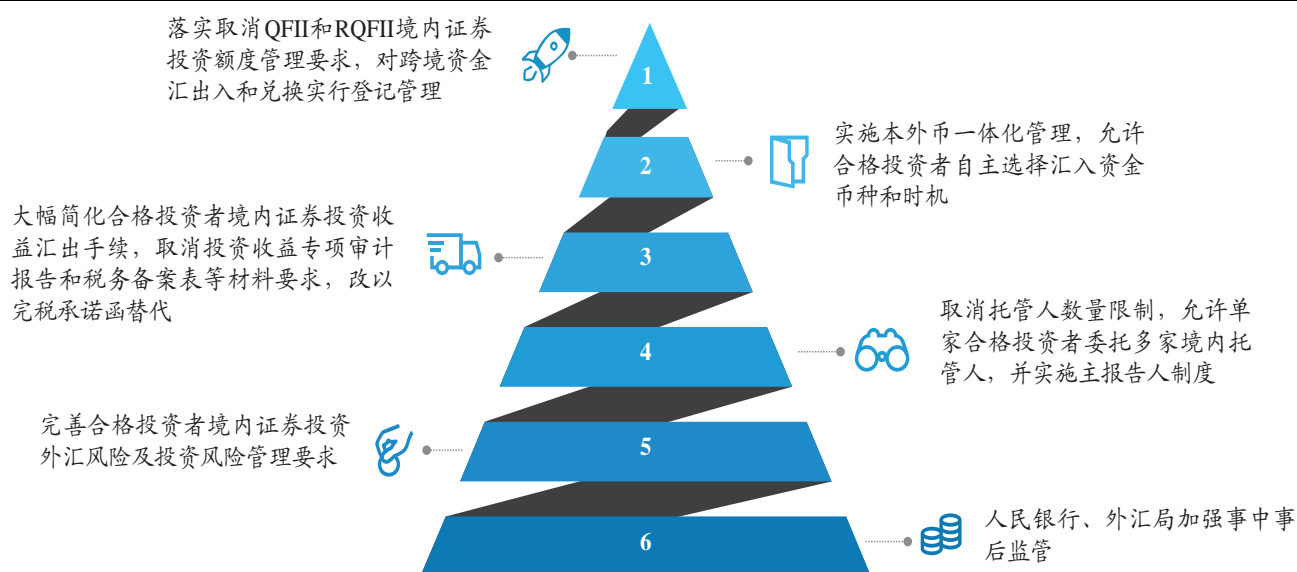 落实取消QFII和RQFII境内证券
投资额度管理要求，对跨境资金
汇出入和兑换实行登记管理
1
实施本外币一体化管理，允许
合格投资者自主选择汇入资金
币种和时机
2
大幅简化合格投资者境内证券投资收
益汇出手续，取消投资收益专项审计
报告和税务备案表等材料要求，改以
完税承诺函替代
3
取消托管人数量限制，允许单
家合格投资者委托多家境内托
管人，并实施主报告人制度
4
完善合格投资者境内证券投资
外汇风险及投资风险管理要求
5
人民银行、外汇局加强事中事
后监管
6